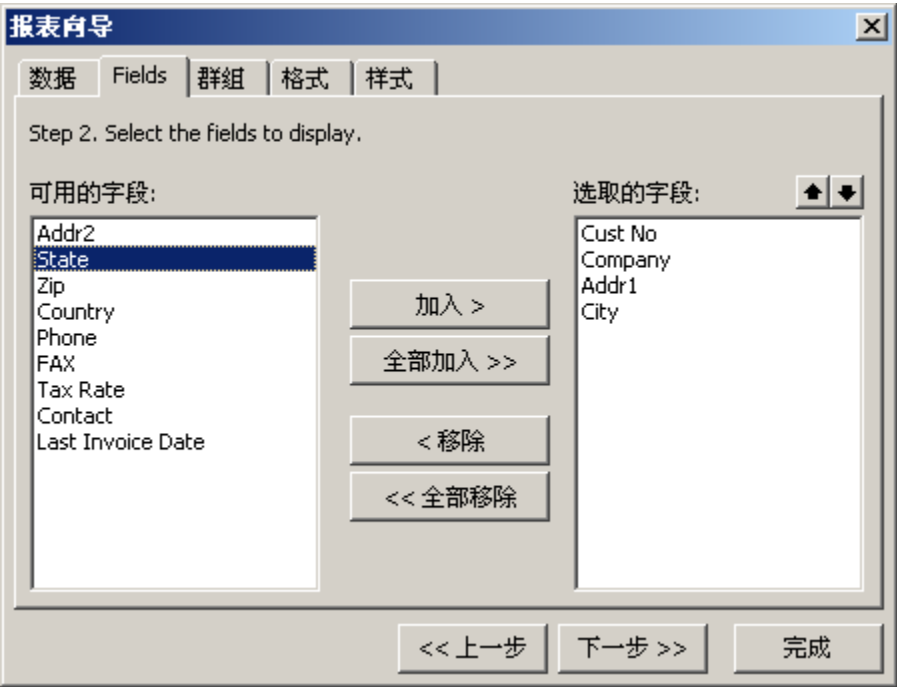 报表向导
数据 Fields 群组 格式 样式
Step 2. Select the fields to display.
可用的字段:
选取的字段:
Addr2
State
Zip
Country
Phone
FAX
Tax Rate
Contact
Last Invoice Date
加入 >
全部加入 >>
< 移除
<< 全部移除
Cust No
Company
Addr1
City
<< 上一步 下一步 >> 完成